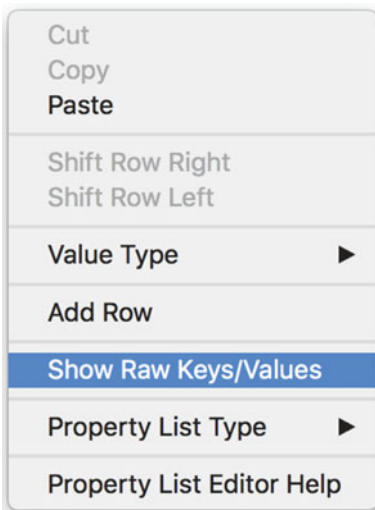 Cut
Copy
Paste
Shift Row Right
Shift Row Left
Value Type
Add Row
Show Raw Keys/Values
Property List Type
Property List Editor Help